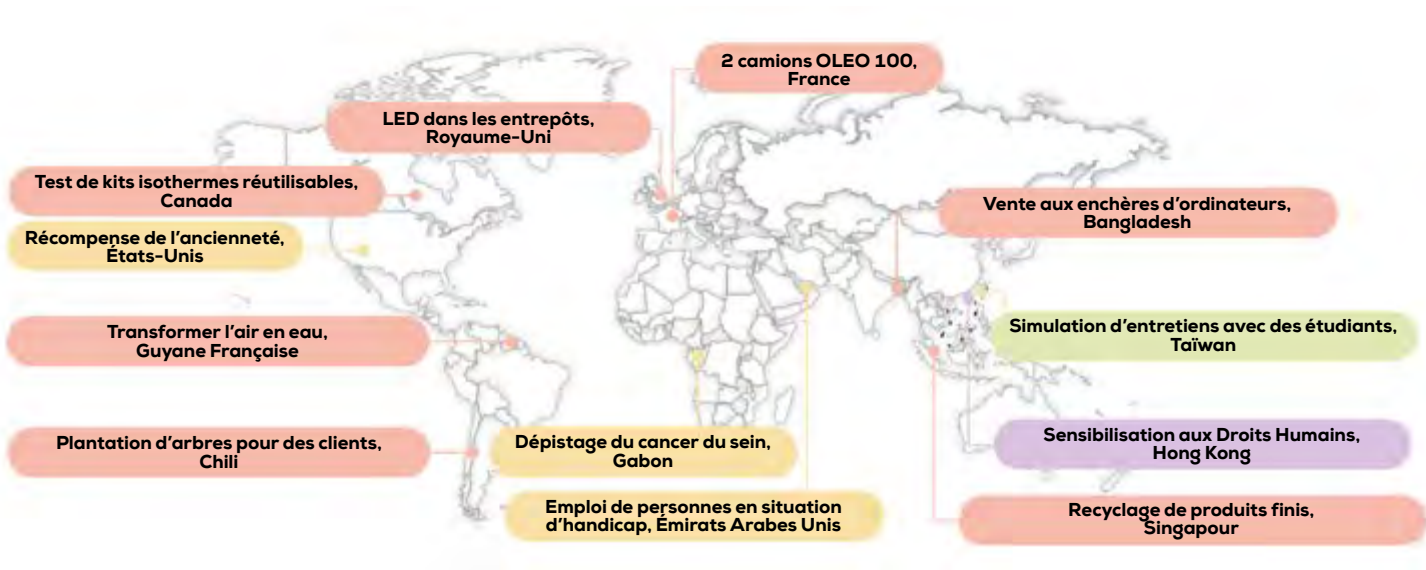 2 camions OLEO 100,
France
LED dans les entrepôts,
Royaume-Uni
Test de kits isothermes réutilisables,
Canada
Vente aux enchères d'ordinateurs,
Bangladesh
Récompense de l'ancienneté,
États-Unis
Transformer l'air en eau,
Guyane Française
Simulation d'entretiens avec des étudiants,
Taïwan
Plantation d'arbres pour des clients,
Chili
Dépistage du cancer du sein,
Gabon
Sensibilisation aux Droits Humains,
Hong Kong
Emploi de personnes en situation
d'handicap, Émirats Arabes Unis
Recyclage de produits finis,
Singapour